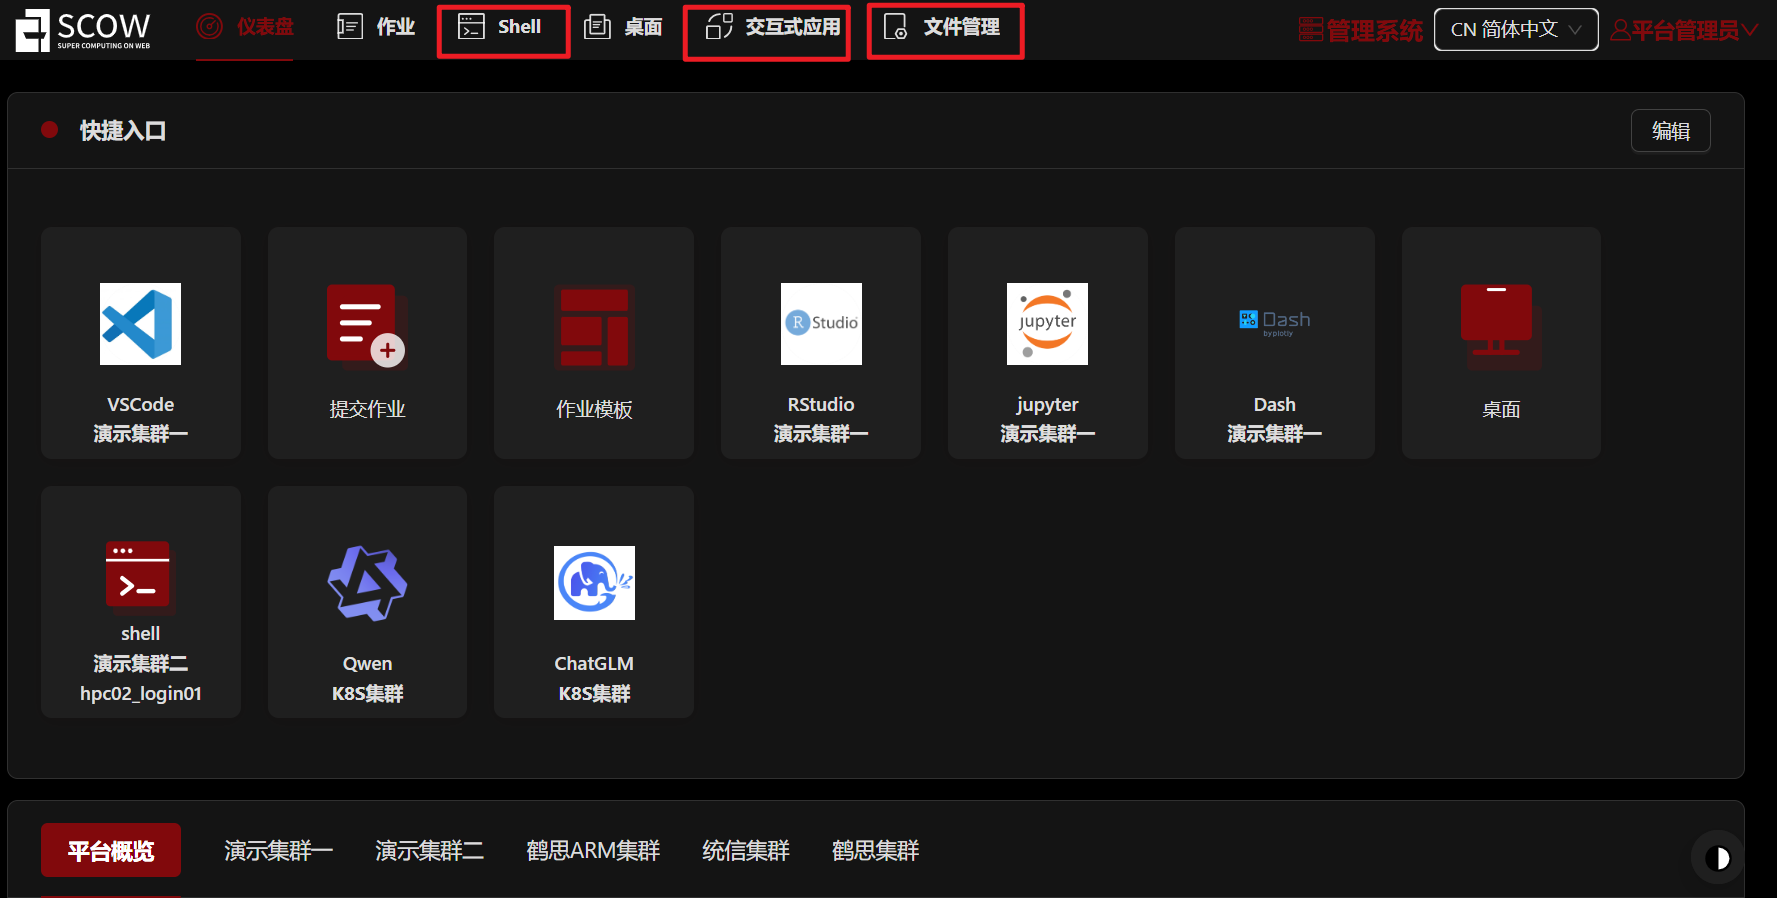 SCOW
SUPER COMPUTING ON WEB
仪表盘
作业
Shell
桌面
交互式应用
文件管理
管理系统
CN 简体中文
平台管理员
快捷入口
编辑
VSCode
演示集群一
提交作业
作业模板
R Studio
RStudio
演示集群一
jupyter
jupyter
演示集群一
Dash
by plotly
Dash
演示集群一
桌面
shell
演示集群二
hpc02_login01
Qwen
K8S集群
ChatGLM
K8S集群
平台概览
演示集群一
演示集群二
鹤思ARM集群
统信集群
鹤思集群